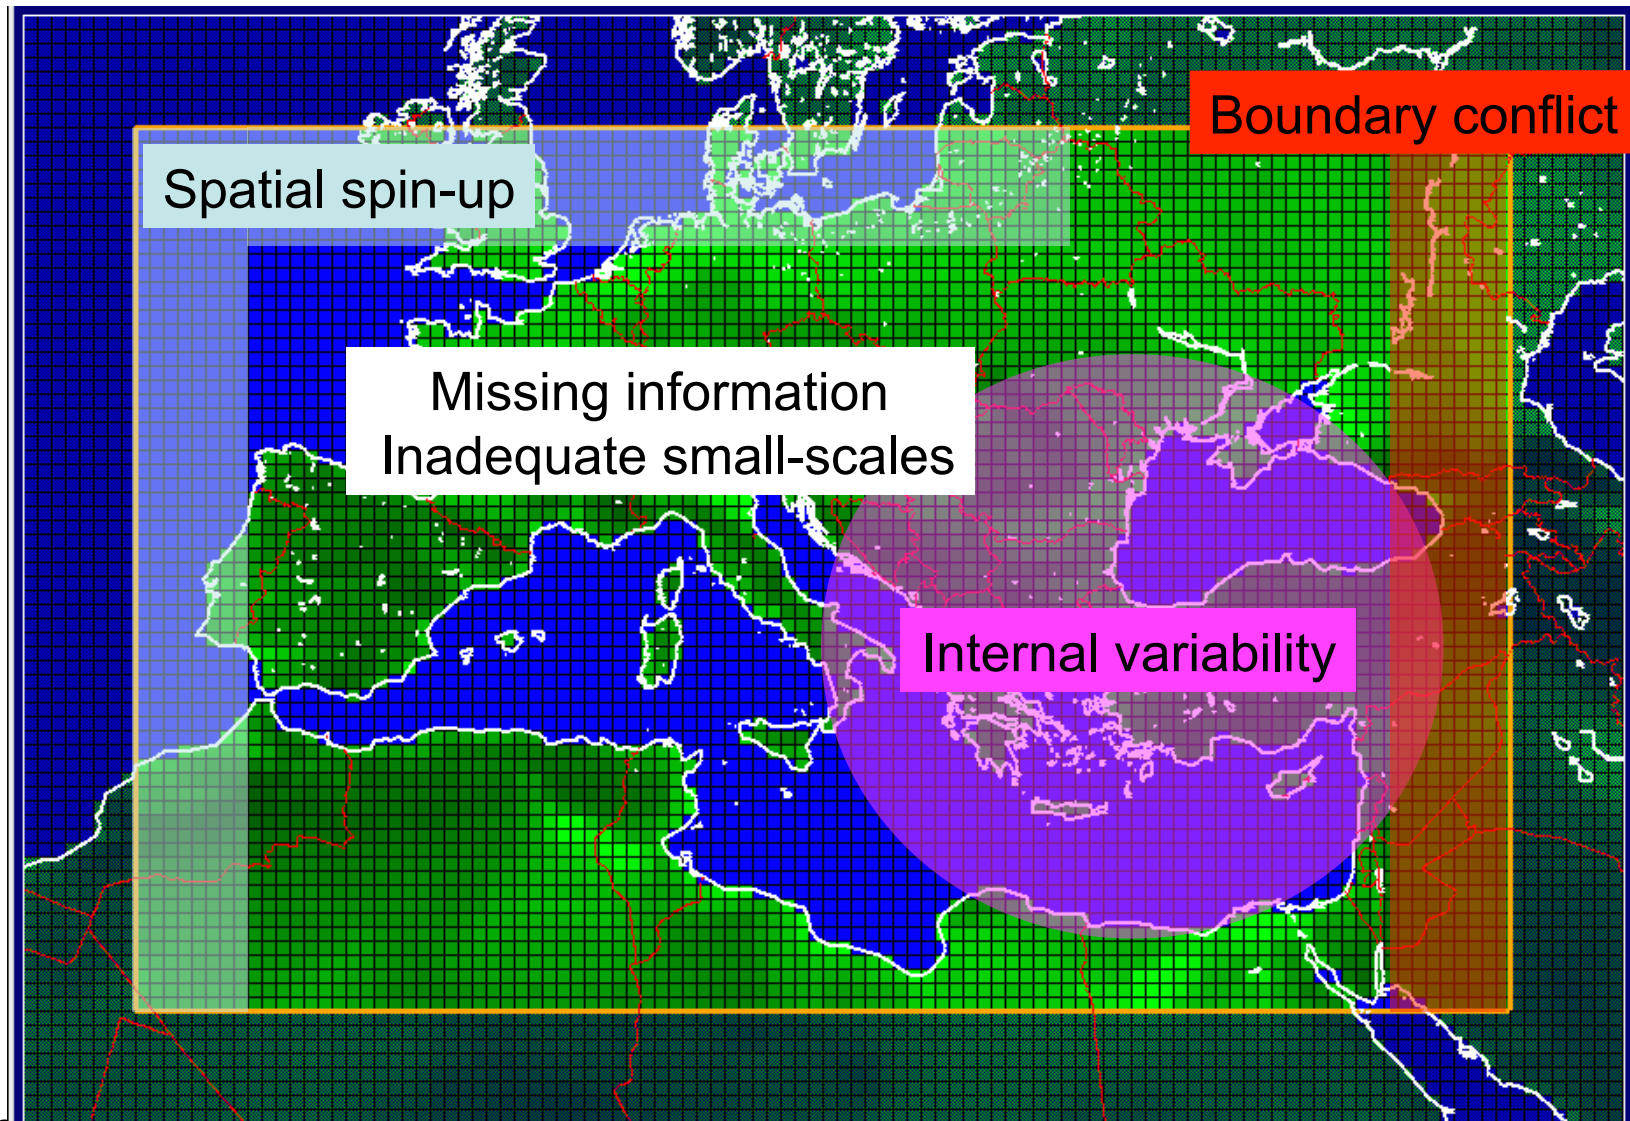 Boundary conflict
Spatial spin-up
Missing information
Inadequate small-scales
Internal variability